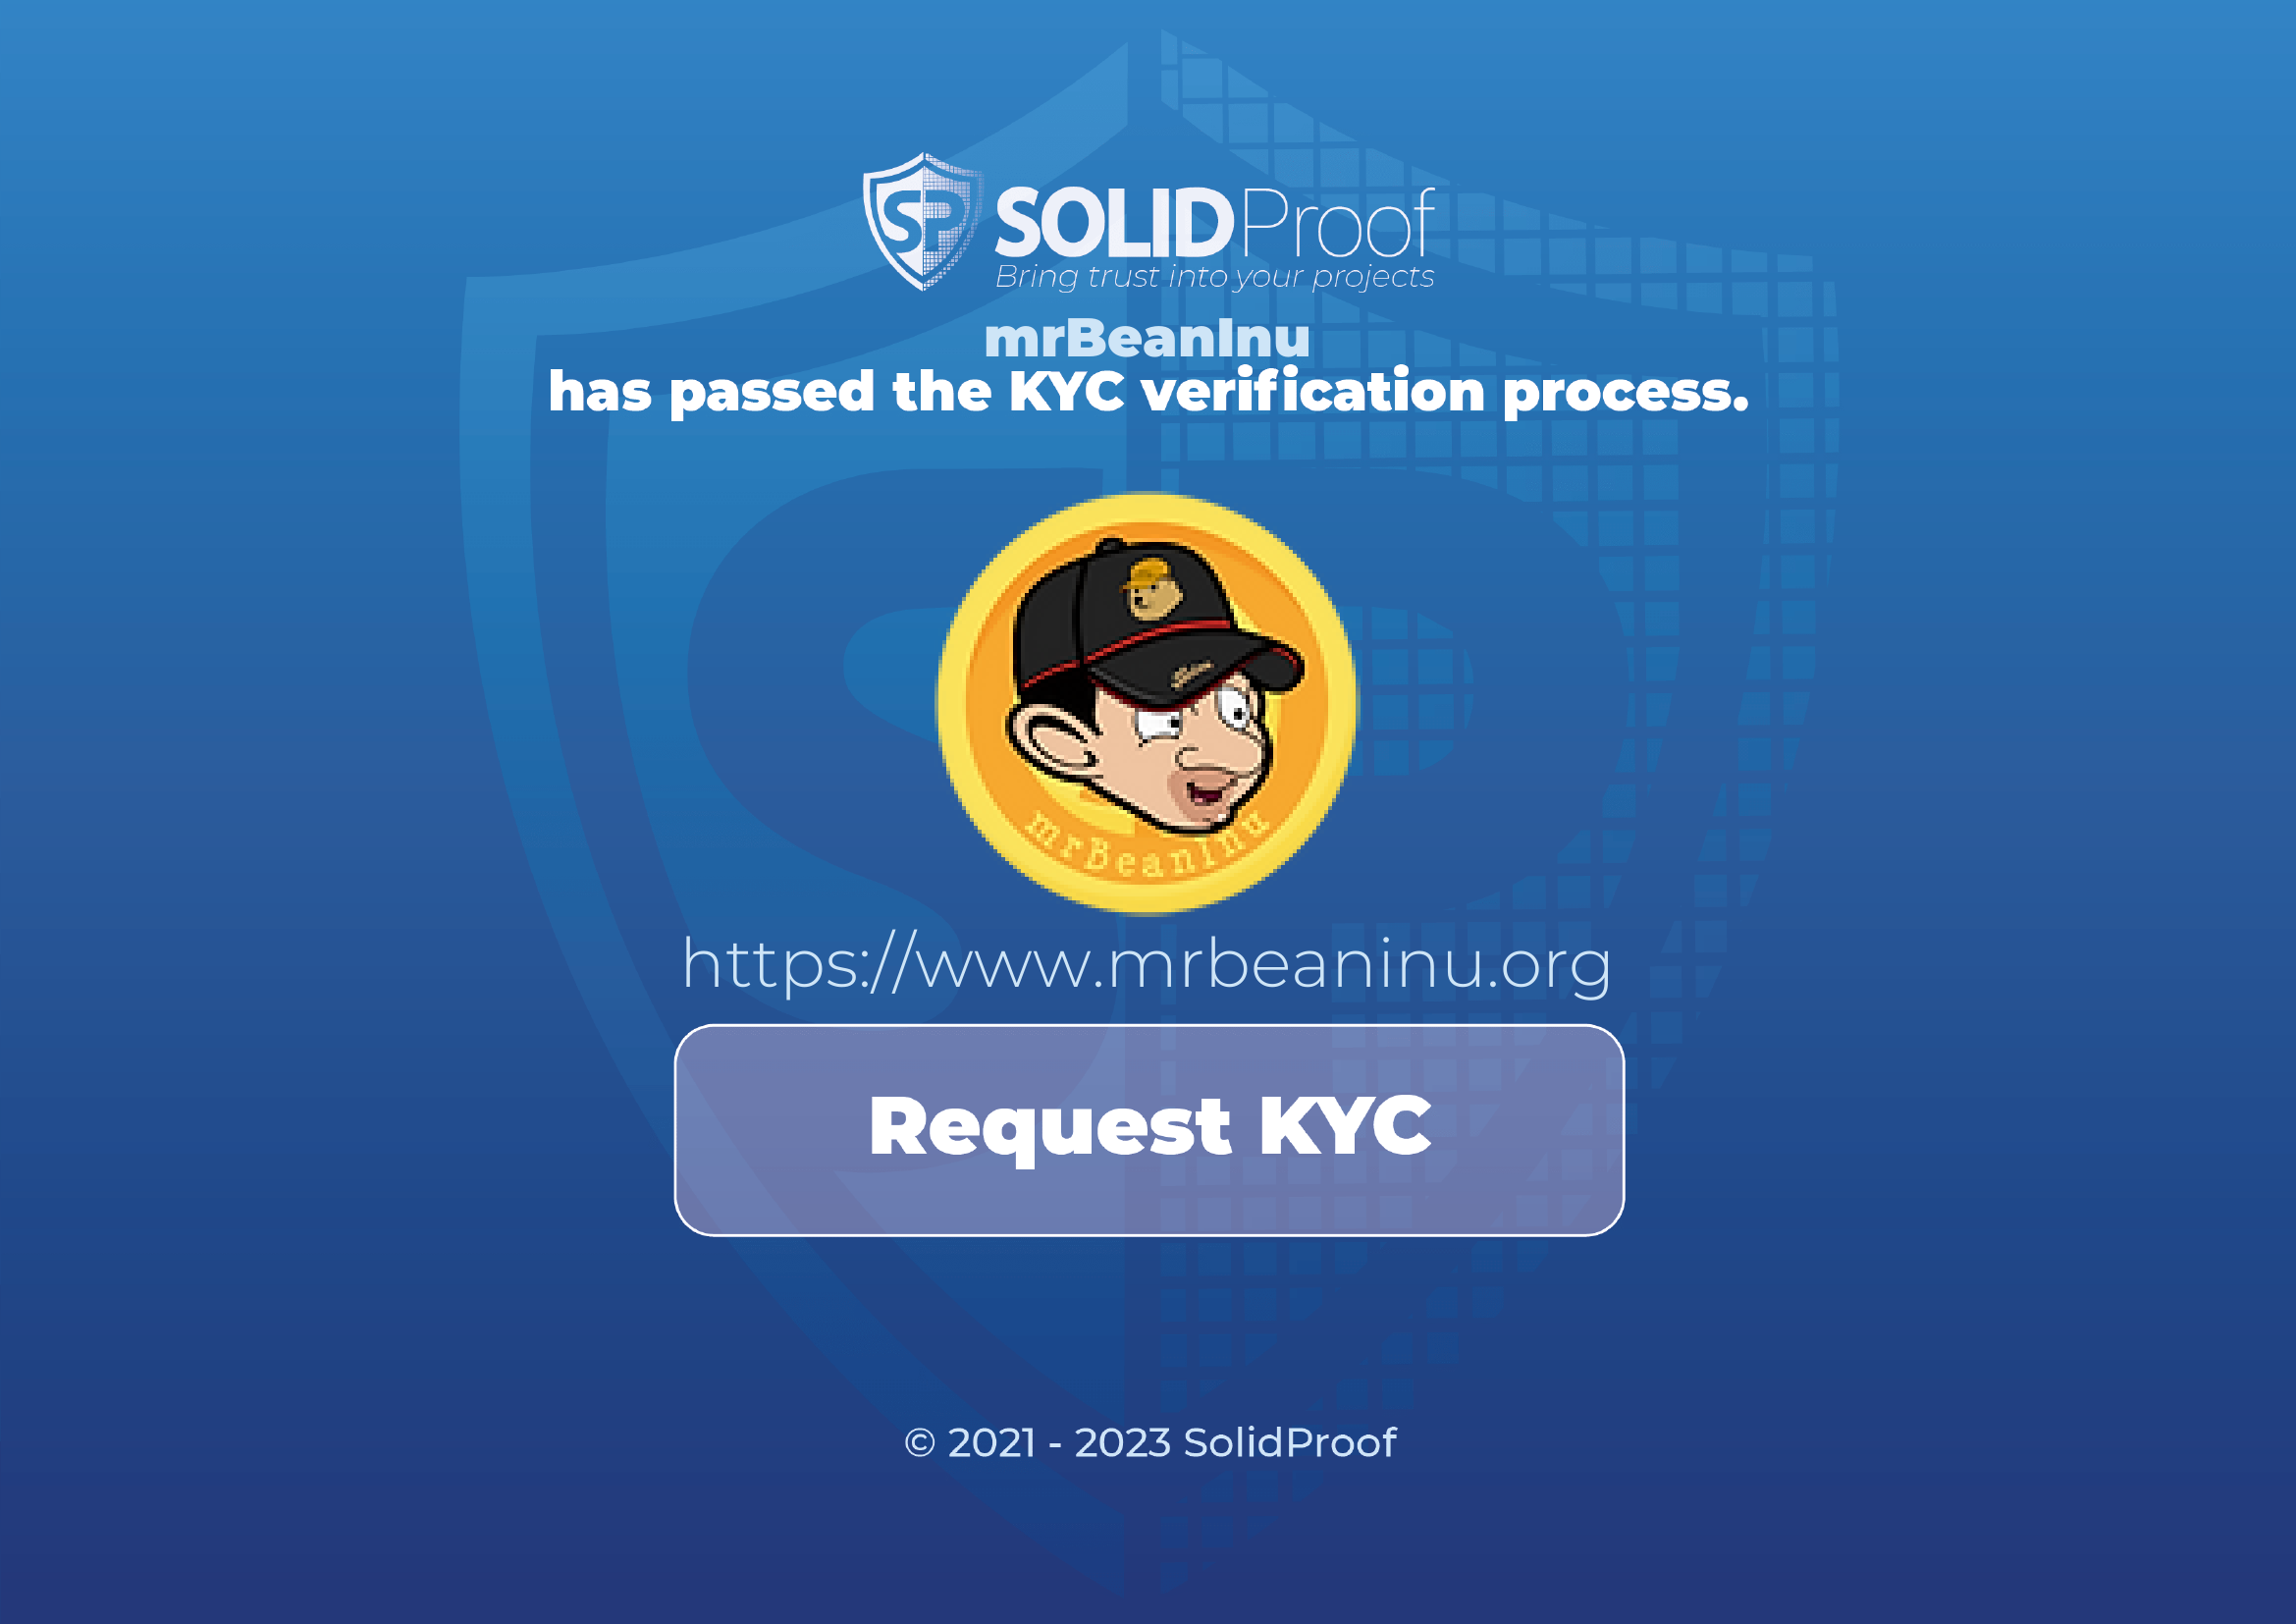 SP SOLIDProof
Bring trust into your projects
mrBeanInu
has passed the KYC verification process.
mrBeanInu
https://www.mrbeaninu.org
Request KYC
© 2021 - 2023 SolidProof